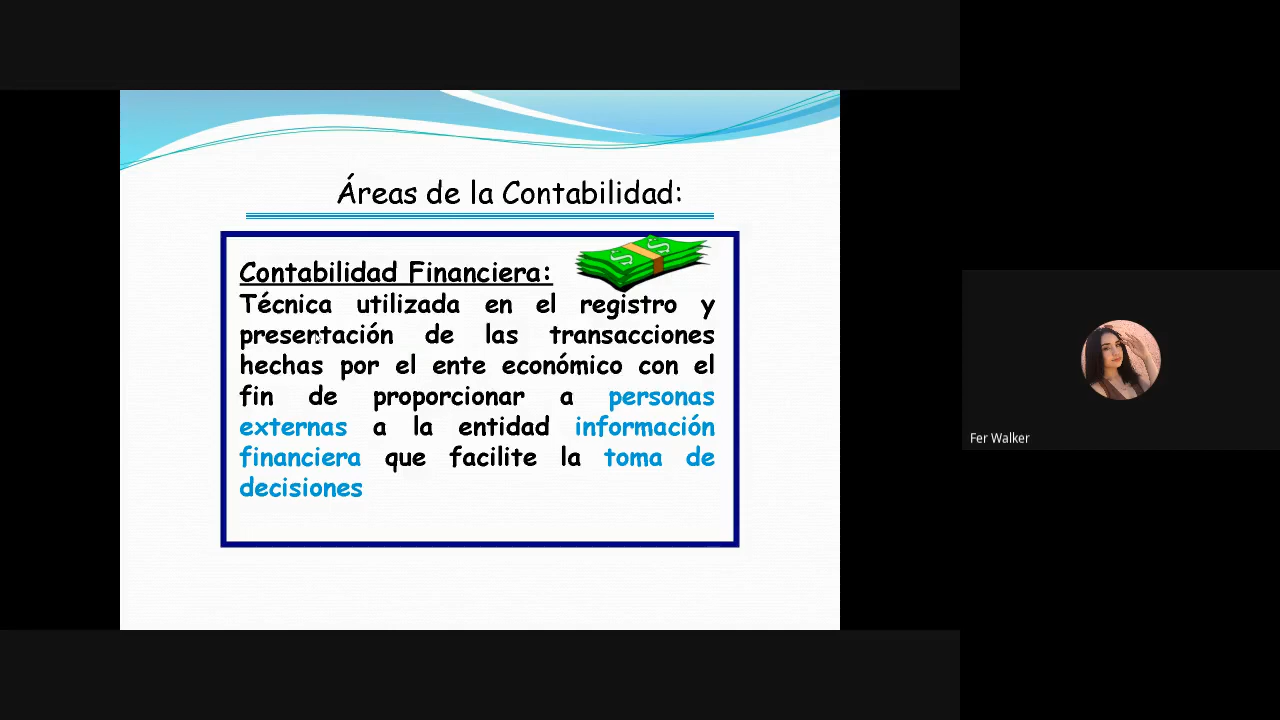 Áreas de la Contabilidad:
Contabilidad Financiera:
Técnica utilizada en el registro y
presentación de las transacciones
hechas por el ente económico con el
fin de proporcionar a personas
externas a la entidad información
financiera que facilite la toma de
decisiones
Fer Walker